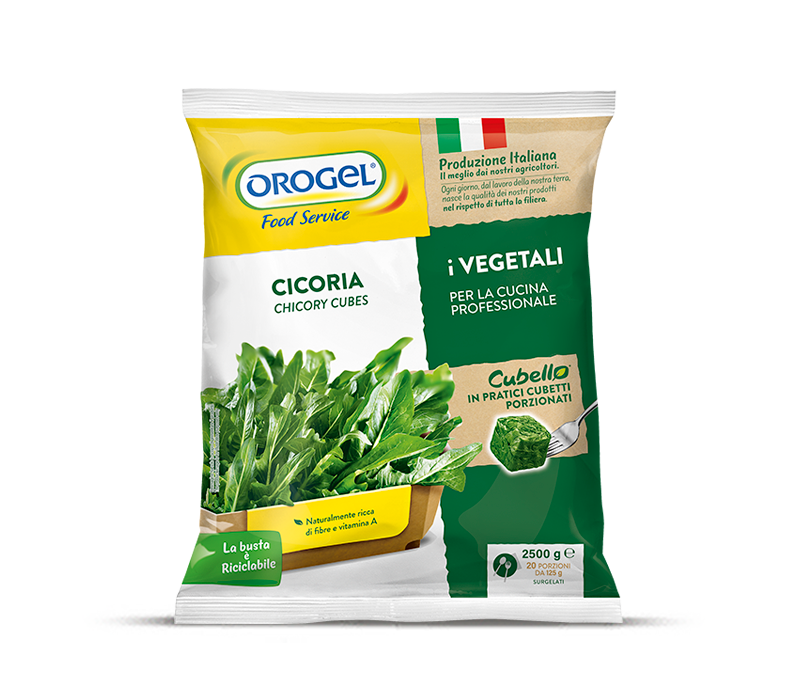 OROGEL®
Food Service
Produzione Italiana
Il meglio dai nostri agricoltori.
Ogni giorno, dal lavoro della nostra terra,
nasce la qualità dei nostri prodotti
nel rispetto di tutta la filiera.
CICORIA
CHICORY CUBES
i VEGETALI
PER LA CUCINA
PROFESSIONALE
Cubello
IN PRATICI CUBETTI
PORZIONATI
Naturalmente ricca
di fibre e vitamina A
La busta
è
Riciclabile
2500 g e
20 PORZIONI
DA 125 g
SURGELATI